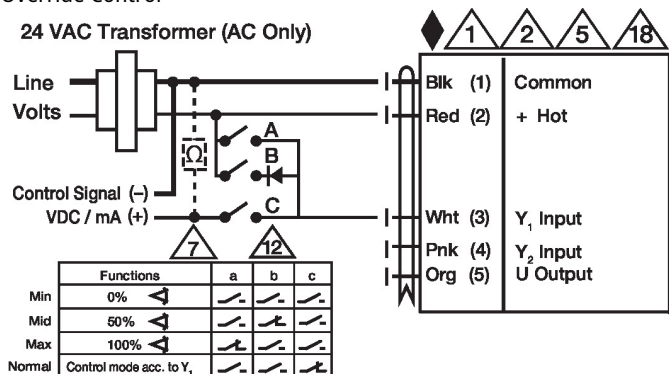 Override Control
24 VAC Transformer (AC Only)
1 2 5 18
Line
Volts
Blk (1) Common
Red (2) + Hot
A
Ω
B
C
Control Signal (–)
VDC / mA (+)
Wht (3) Y₁ Input
Pnk (4) Y₂ Input
Org (5) U Output
7 12
Functions a b c
Min 0%
Mid 50%
Max 100%
Normal Control mode acc. to Y₁